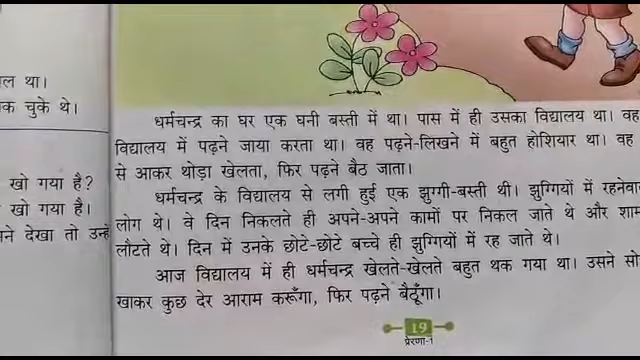 ल था।
क चुके थे।
खो गया है?
खो गया है।
ने देखा तो उन्हें
धर्मचन्द्र का घर एक घनी बस्ती में था। पास में ही उसका विद्यालय था। वह
विद्यालय में पढ़ने जाया करता था। वह पढ़ने-लिखने में बहुत होशियार था। वह
से आकर थोड़ा खेलता, फिर पढ़ने बैठ जाता।
धर्मचन्द्र के विद्यालय से लगी हुई एक झुग्गी-बस्ती थी। झुग्गियों में
लोग थे। वे दिन निकलते ही अपने-अपने कामों पर निकल जाते थे और शाम
लौटते थे। दिन में उनके छोटे-छोटे बच्चे ही झुग्गियों में रह जाते थे।
आज विद्यालय में ही धर्मचन्द्र खेलते-खेलते बहुत थक गया था। उसने
खाकर कुछ देर आराम करूँगा, फिर पढ़ने बैठूँगा।
19
प्रेरणा-1